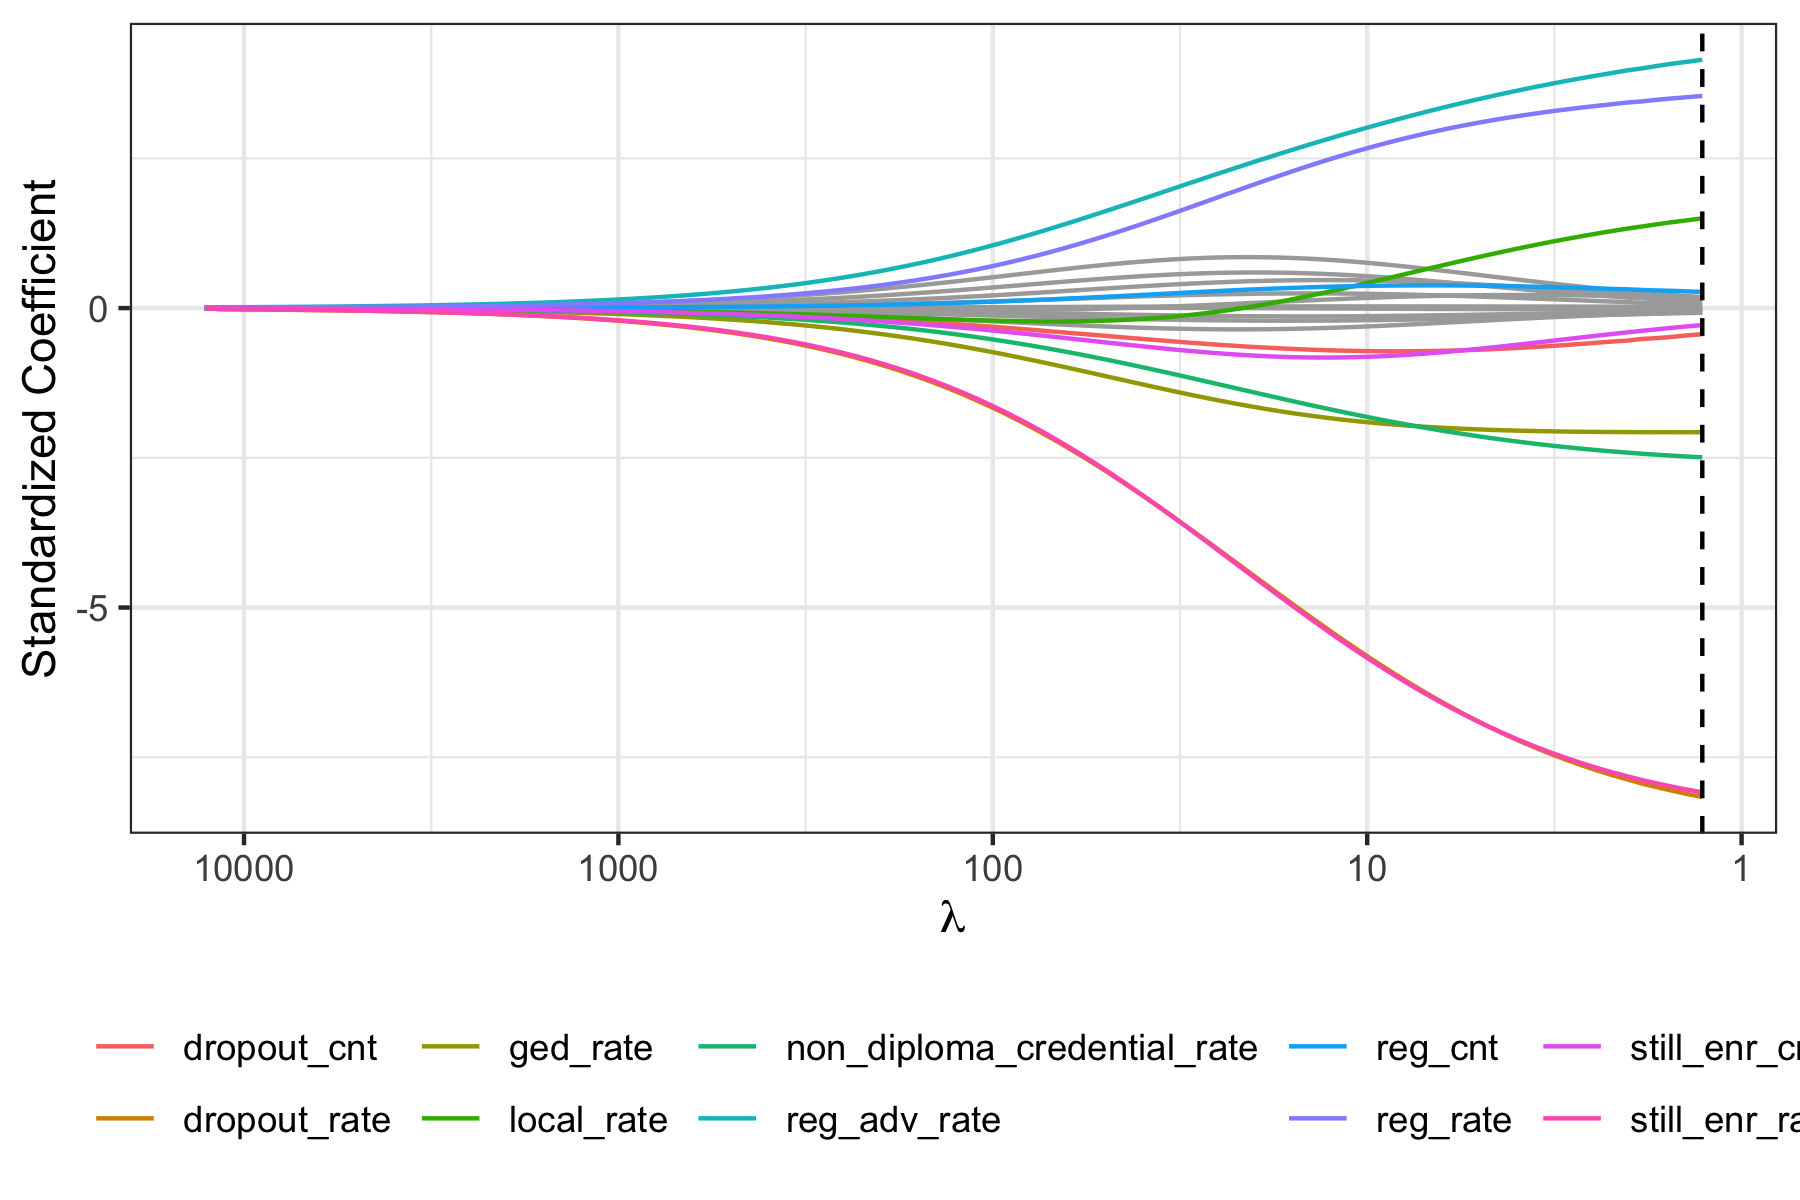 Standardized Coefficient
0
-5
10000 1000 100 10 1
λ
dropout_cnt ged_rate non_diploma_credential_rate reg_cnt
dropout_rate local_rate reg_adv_rate reg_rate